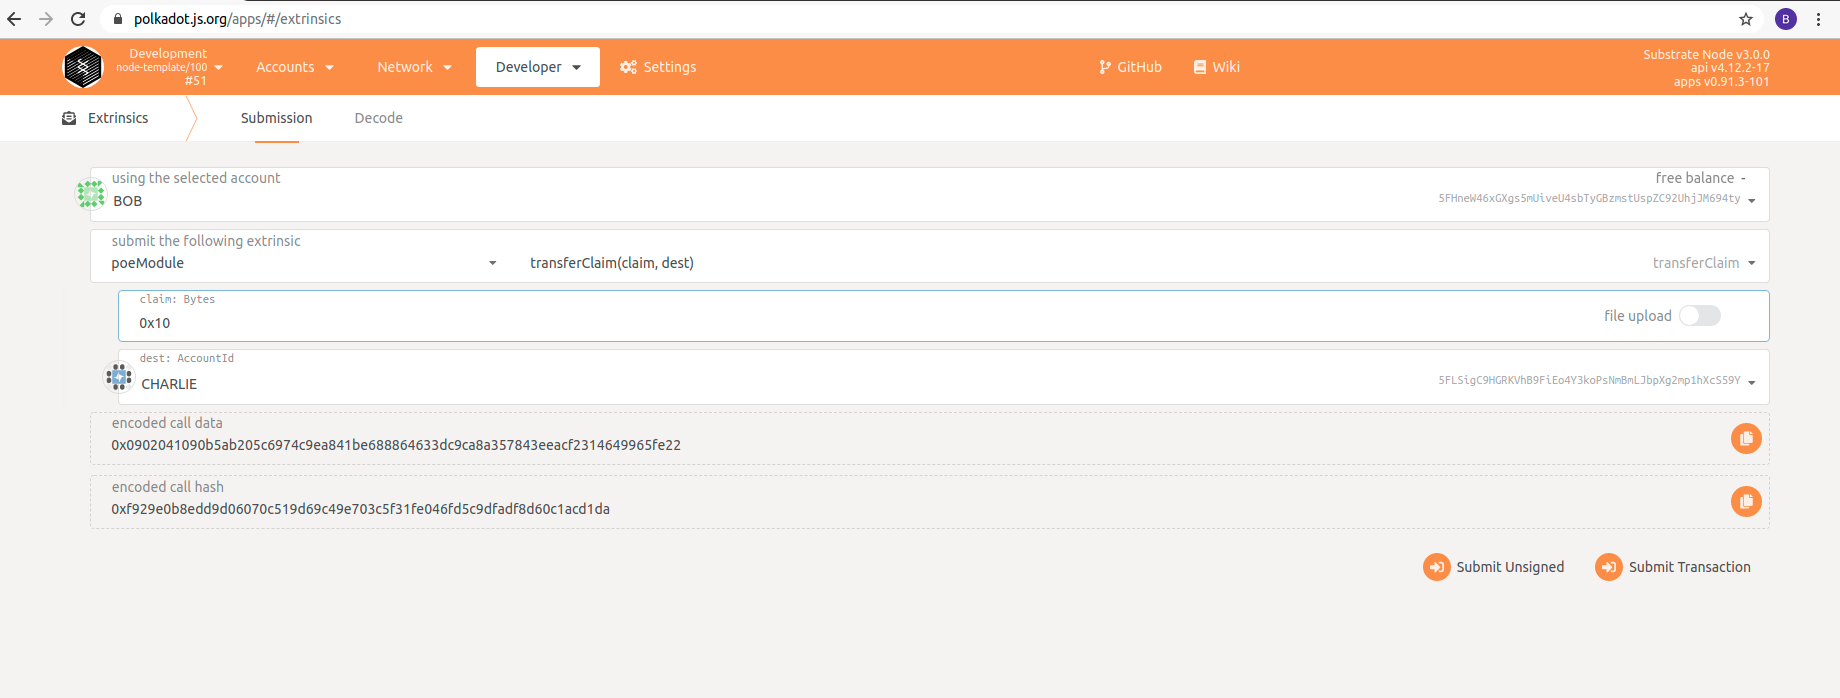 polkadot.js.org/apps/#/extrinsics
B
Development
node-template/100
#51
Accounts
Network
Developer
Settings
GitHub
Wiki
Substrate Node v3.0.0
api v4.12.2-17
apps v0.91.3-101
Extrinsics
Submission
Decode
using the selected account
free balance -
BOB
5FHneW46xGXgs5mUiveU4sbTyGBzmstUspZC92UhjJM694ty
submit the following extrinsic
poeModule
transferClaim(claim, dest)
transferClaim
claim: Bytes
0x10
file upload
dest: AccountId
CHARLIE
5FLSigC9HGRKVhB9FiEo4Y3koPsNmBmLJbpXg2mp1hXcS59Y
encoded call data
0x0902041090b5ab205c6974c9ea841be688864633dc9ca8a357843eeacf2314649965fe22
encoded call hash
0xf929e0b8edd9d06070c519d69c49e703c5f31fe046fd5c9dfadf8d60c1acd1da
Submit Unsigned
Submit Transaction